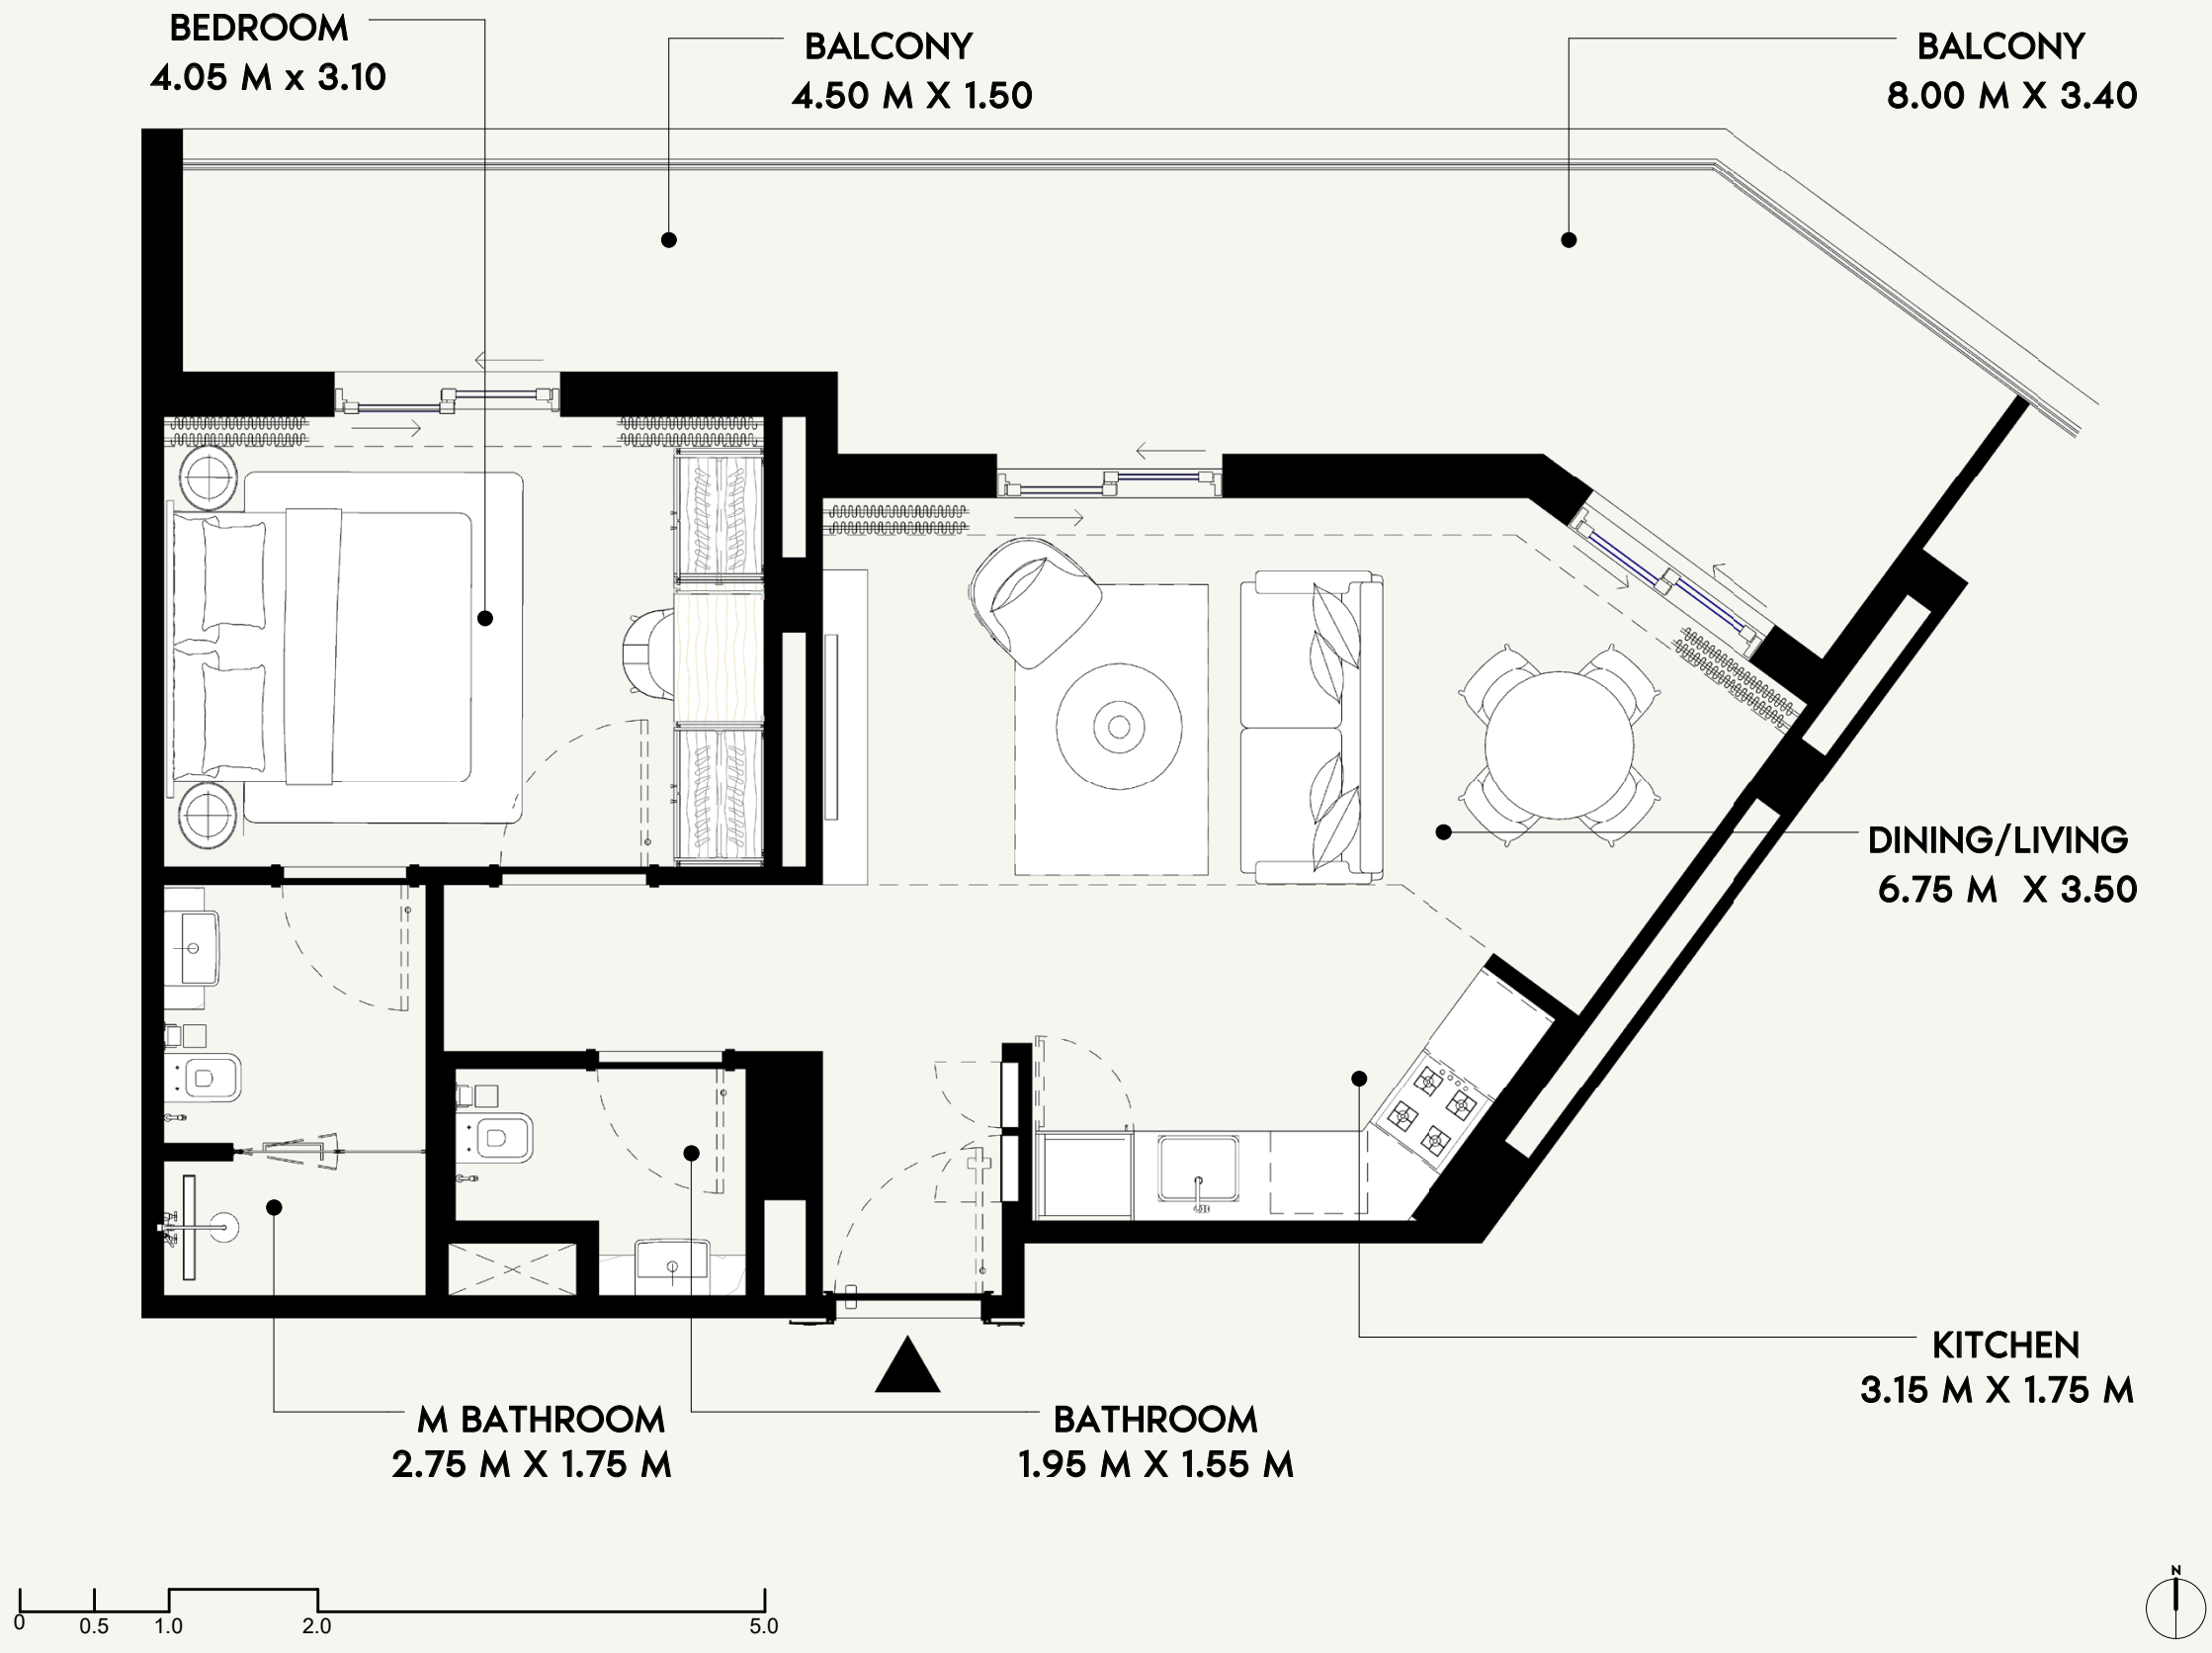 BEDROOM
4.05 M x 3.10
BALCONY
4.50 M X 1.50
BALCONY
8.00 M X 3.40
DINING/LIVING
6.75 M X 3.50
KITCHEN
3.15 M X 1.75 M
M BATHROOM
2.75 M X 1.75 M
BATHROOM
1.95 M X 1.55 M
0 0.5 1.0 2.0 5.0
N